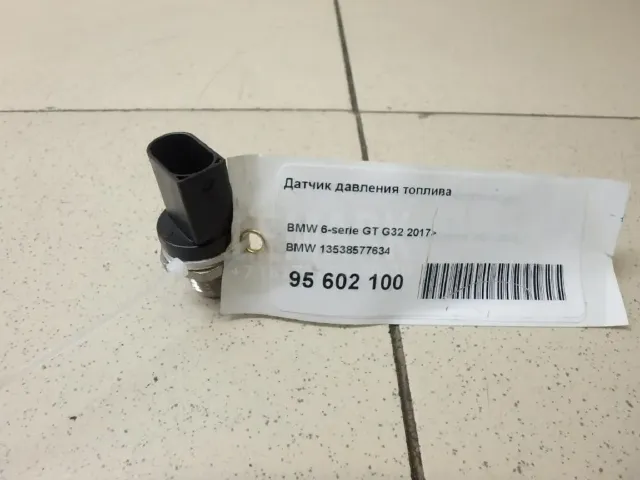 Датчик давления топлива
BMW 6-serie GT G32 2017>
BMW 13538577634
95 602 100